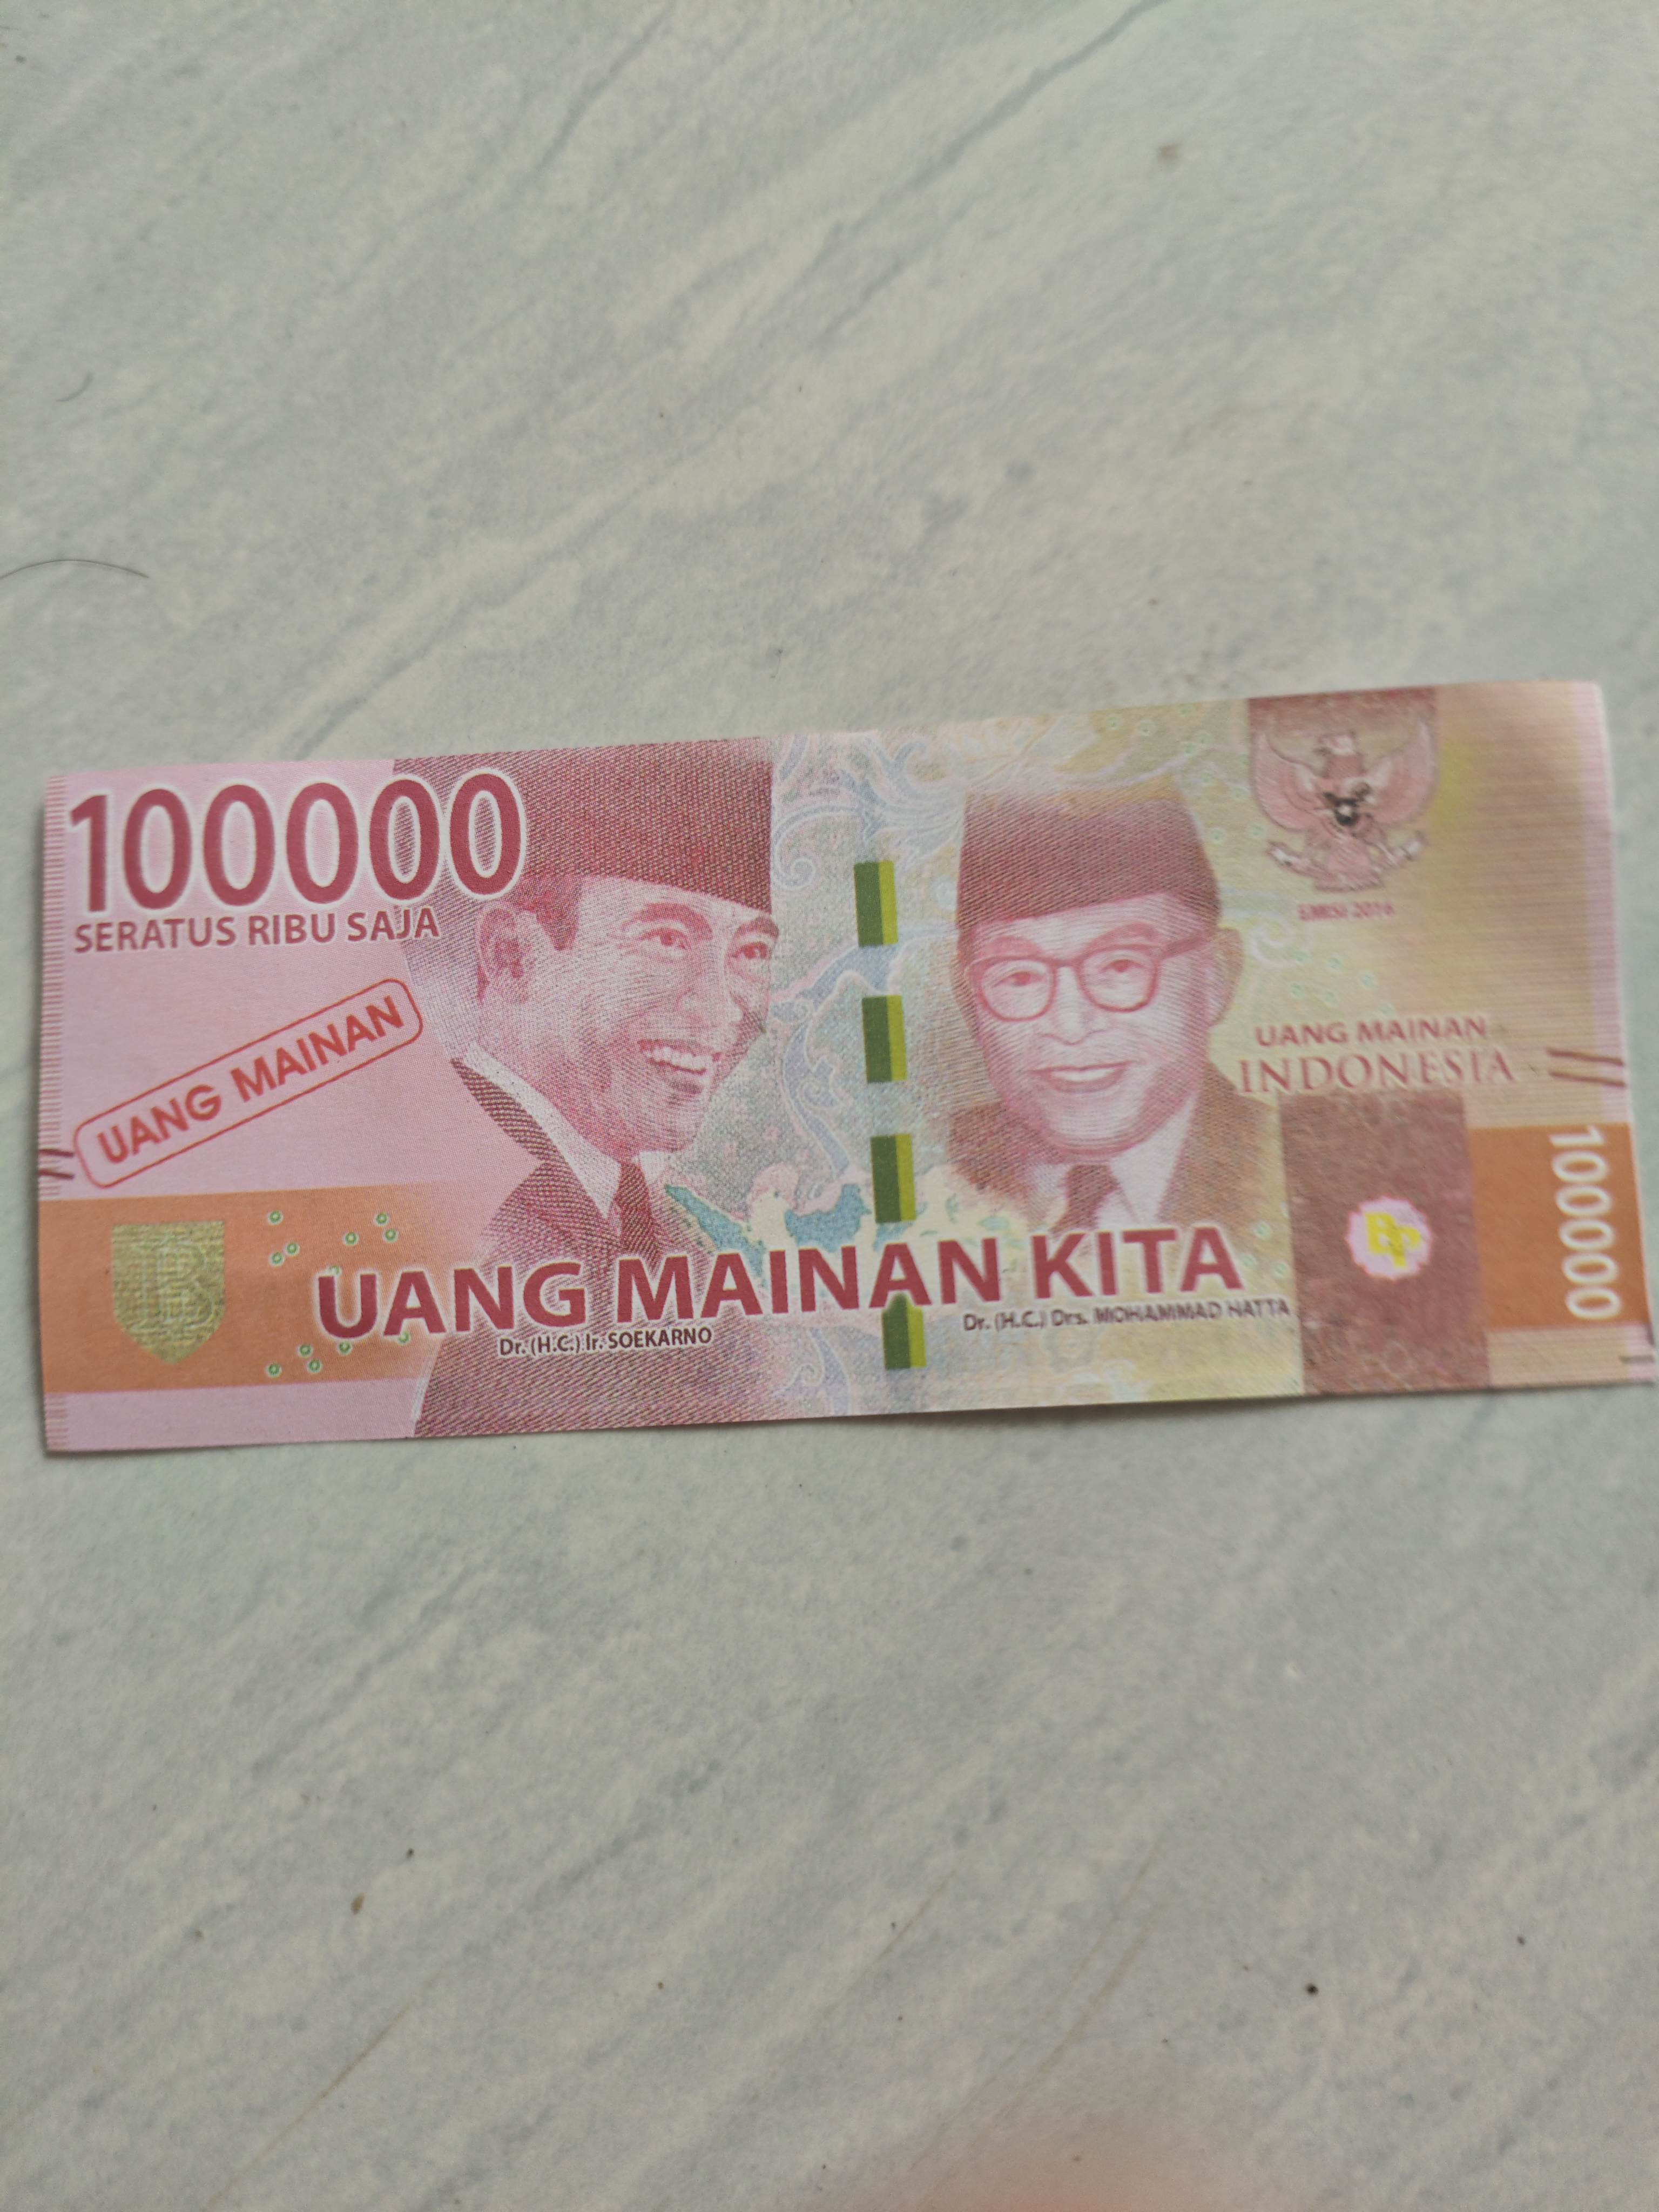 100000
SERATUS RIBU SAJA
UANG MAINAN
EMISI 2016
UANG MAINAN
INDONESIA
100000
BP
UANG MAINAN KITA
Dr. (H.C.) Ir. SOEKARNO
Dr. (H.C.) Drs. MOHAMMAD HATTA